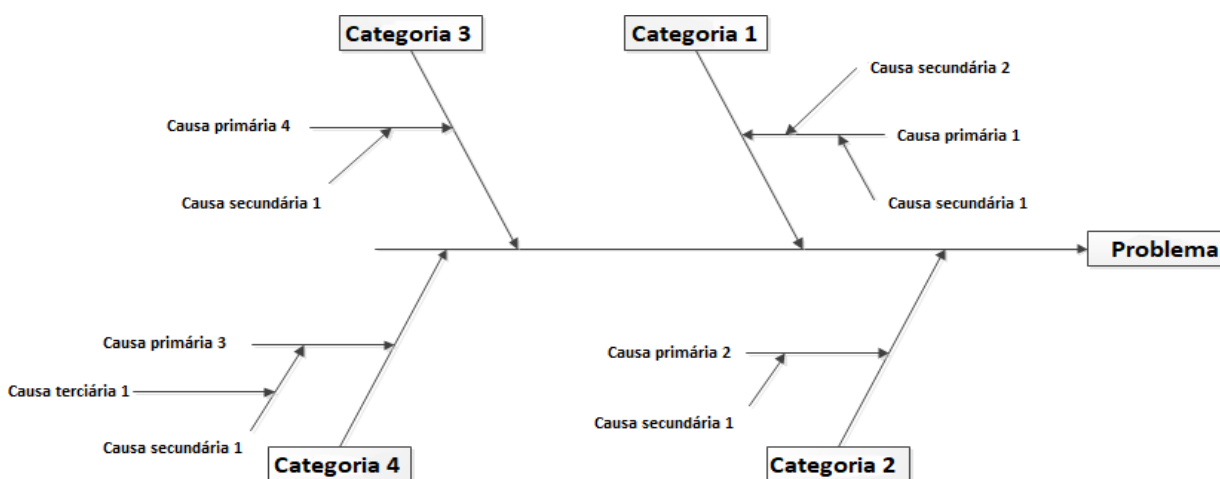 Categoria 3
Categoria 1
Causa secundária 2
Causa primária 4
Causa primária 1
Causa secundária 1
Causa secundária 1
Problema
Causa primária 3
Causa primária 2
Causa terciária 1
Causa secundária 1
Causa secundária 1
Categoria 4
Categoria 2